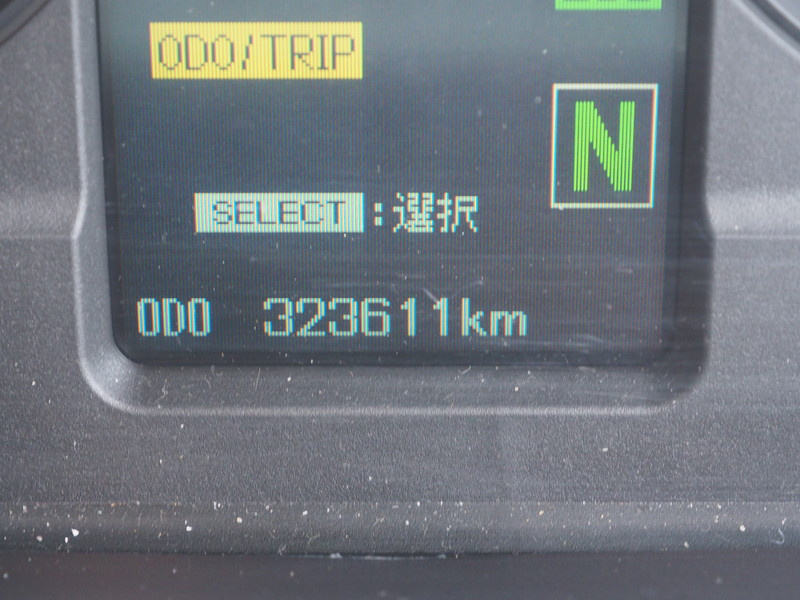 ODO/TRIP
N
SELECT:選択
ODO 323611km